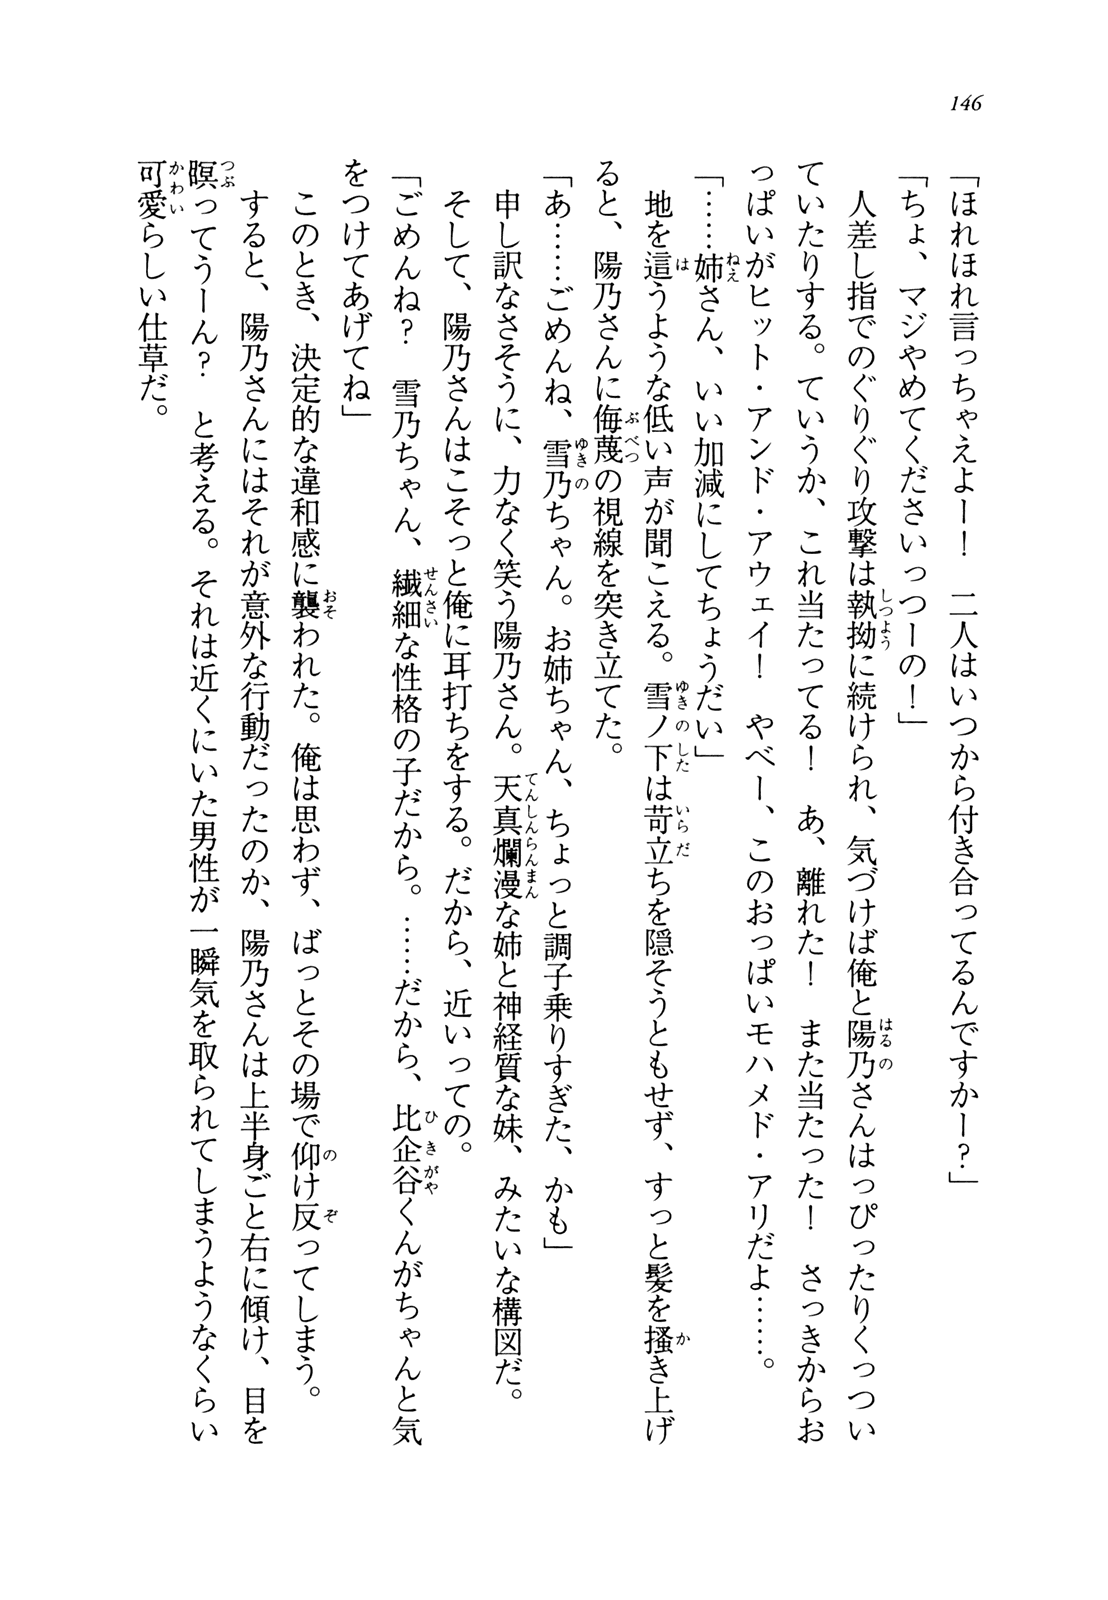 146
「ほれほれ言っちゃえよー！　二人はいつから付き合ってるんですかー？」
「ちょ、マジやめてくださいっつーの！」
　人差し指でのぐりぐり攻撃は執拗に続けられ、気づけば俺と陽乃さんはっぴったりくっつい
ていたりする。ていうか、これ当たってる！　あ、離れた！　また当たった！　さっきからお
っぱいがヒット・アンド・アウェイ！　やべー、このおっぱいモハメド・アリだよ……。
「……姉さん、いい加減にしてちょうだい」
　地を這うような低い声が聞こえる。雪ノ下は苛立ちを隠そうともせず、すっと髪を掻き上げ
ると、陽乃さんに侮蔑の視線を突き立てた。
「あ……ごめんね、雪乃ちゃん。お姉ちゃん、ちょっと調子乗りすぎた、かも」
　申し訳なさそうに、力なく笑う陽乃さん。天真爛漫な姉と神経質な妹、みたいな構図だ。
　そして、陽乃さんはこそっと俺に耳打ちをする。だから、近いっての。
「ごめんね？　雪乃ちゃん、繊細な性格の子だから。……だから、比企谷くんがちゃんと気
をつけてあげてね」
　このとき、決定的な違和感に襲われた。俺は思わず、ばっとその場で仰け反ってしまう。
　すると、陽乃さんにはそれが意外な行動だったのか、陽乃さんは上半身ごと右に傾け、目を
瞑ってうーん？　と考える。それは近くにいた男性が一瞬気を取られてしまうようなくらい
可愛らしい仕草だ。